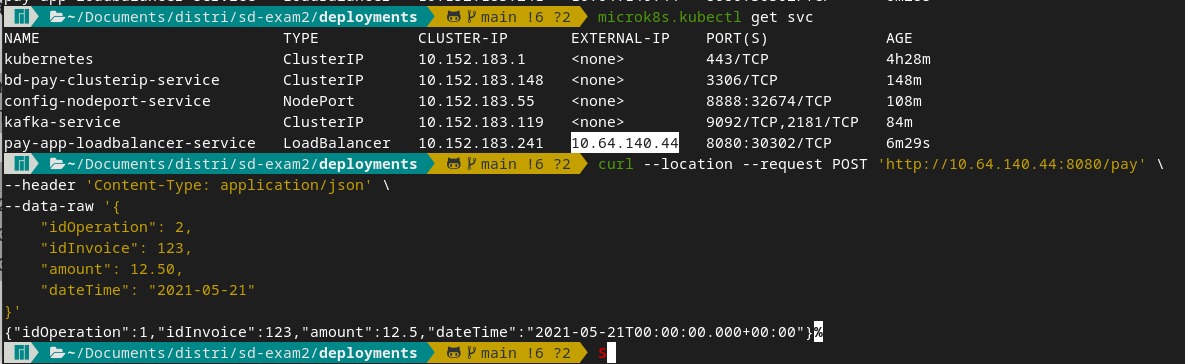 ~/Documents/distri/sd-exam2/deployments main !6 ?2 microk8s.kubectl get svc
NAME TYPE CLUSTER-IP EXTERNAL-IP PORT(S) AGE
kubernetes ClusterIP 10.152.183.1 <none> 443/TCP 4h28m
bd-pay-clusterip-service ClusterIP 10.152.183.148 <none> 3306/TCP 148m
config-nodeport-service NodePort 10.152.183.55 <none> 8888:32674/TCP 108m
kafka-service ClusterIP 10.152.183.119 <none> 9092/TCP,2181/TCP 84m
pay-app-loadbalancer-service LoadBalancer 10.152.183.241 10.64.140.44 8080:30302/TCP 6m29s
~/Documents/distri/sd-exam2/deployments main !6 ?2 curl --location --request POST 'http://10.64.140.44:8080/pay' \
--header 'Content-Type: application/json' \
--data-raw '{
"idOperation": 2,
"idInvoice": 123,
"amount": 12.50,
"dateTime": "2021-05-21"
}'
{"idOperation":1,"idInvoice":123,"amount":12.5,"dateTime":"2021-05-21T00:00:00.000+00:00"}%
~/Documents/distri/sd-exam2/deployments main !6 ?2 s